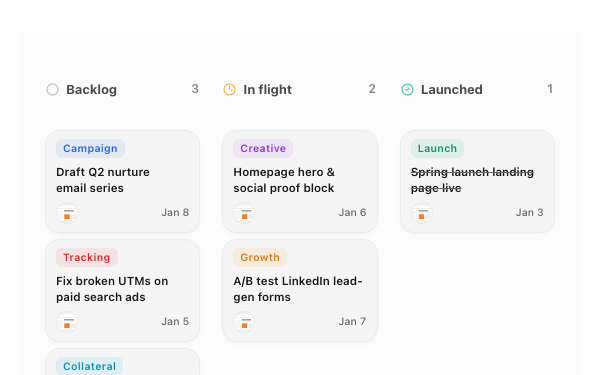 Backlog 3
Campaign
Draft Q2 nurture
email series
Jan 8
Tracking
Fix broken UTMs on
paid search ads
Jan 5
Collateral
In flight 2
Creative
Homepage hero &
social proof block
Jan 6
Growth
A/B test LinkedIn lead-
gen forms
Jan 7
Launched 1
Launch
Spring launch landing
page live
Jan 3